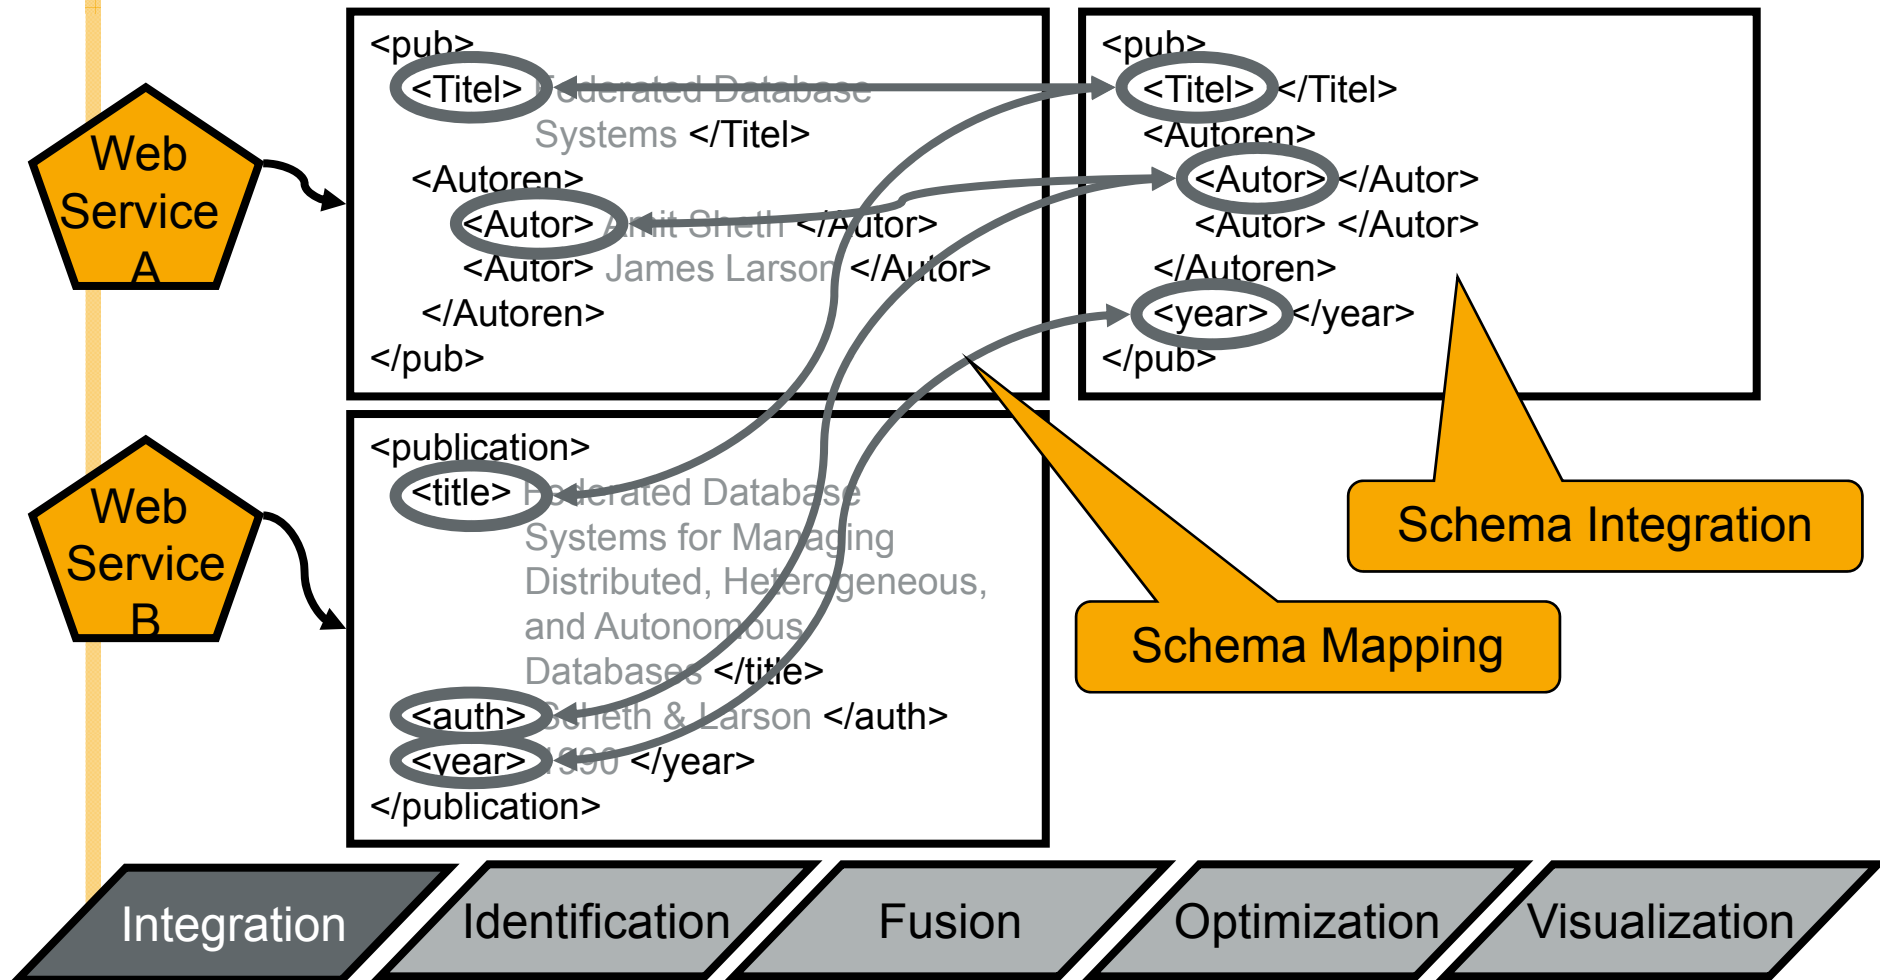 Web
Service
A
<pub>
<Titel> Federated Database
Systems </Titel>
<Autoren>
<Autor> Amit Sheth </Autor>
<Autor> James Larson </Autor>
</Autoren>
</pub>
<pub>
<Titel> </Titel>
<Autoren>
<Autor> </Autor>
<Autor> </Autor>
</Autoren>
<year> </year>
</pub>
Web
Service
B
<publication>
<title> Federated Database
Systems for Managing
Distributed, Heterogeneous,
and Autonomous
Databases </title>
<auth> Scheth & Larson </auth>
<year> 1990 </year>
</publication>
Schema Integration
Schema Mapping
Integration
Identification
Fusion
Optimization
Visualization